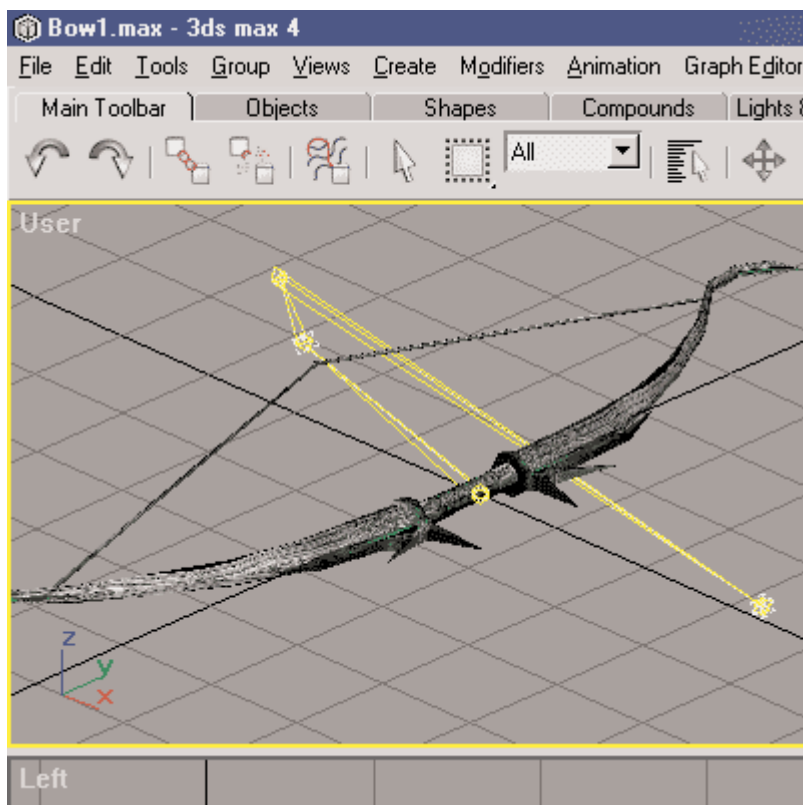 Bow1.max - 3ds max 4
File Edit Tools Group Views Create Modifiers Animation Graph Editor
Main Toolbar Objects Shapes Compounds Lights &
All
User
z
y
x
Left